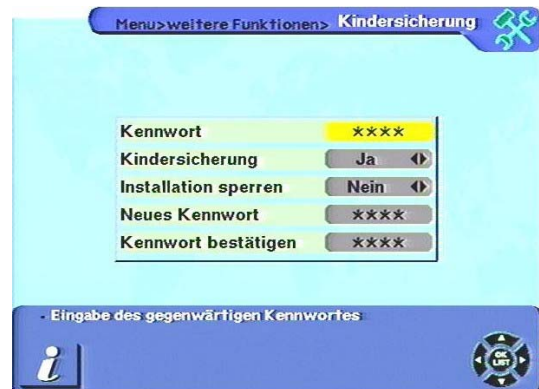 Menu>weitere Funktionen> Kindersicherung
Kennwort ****
Kindersicherung Ja
Installation sperren Nein
Neues Kennwort ****
Kennwort bestätigen ****
- Eingabe des gegenwärtigen Kennwortes
i
OK
LIST